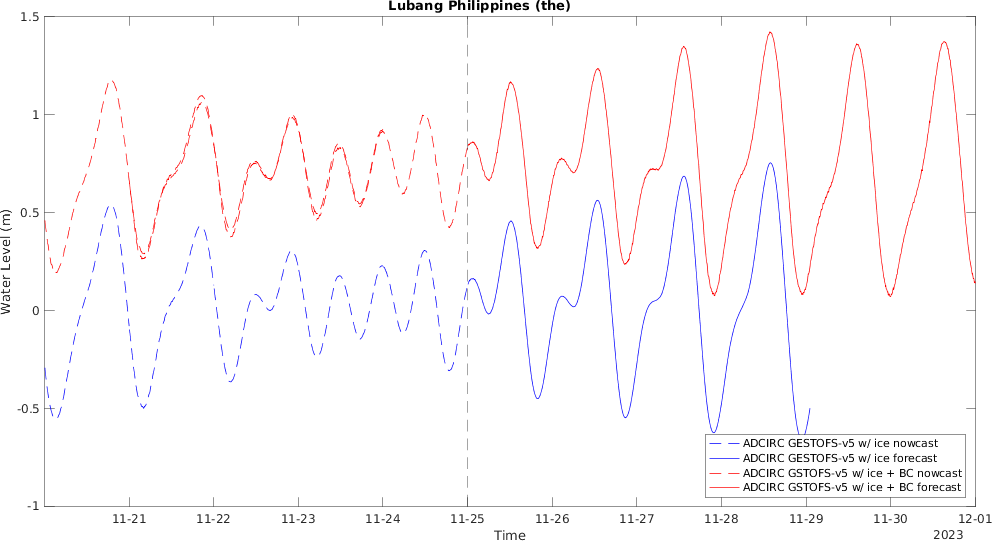 Lubang Philippines (the)
1.5
1
0.5
0
-0.5
-1
Water Level (m)
11-21 11-22 11-23 11-24 11-25 11-26 11-27 11-28 11-29 11-30 12-01
Time
2023
ADCIRC GESTOFS-v5 w/ ice nowcast
ADCIRC GESTOFS-v5 w/ ice forecast
ADCIRC GSTOFS-v5 w/ ice + BC nowcast
ADCIRC GSTOFS-v5 w/ ice + BC forecast